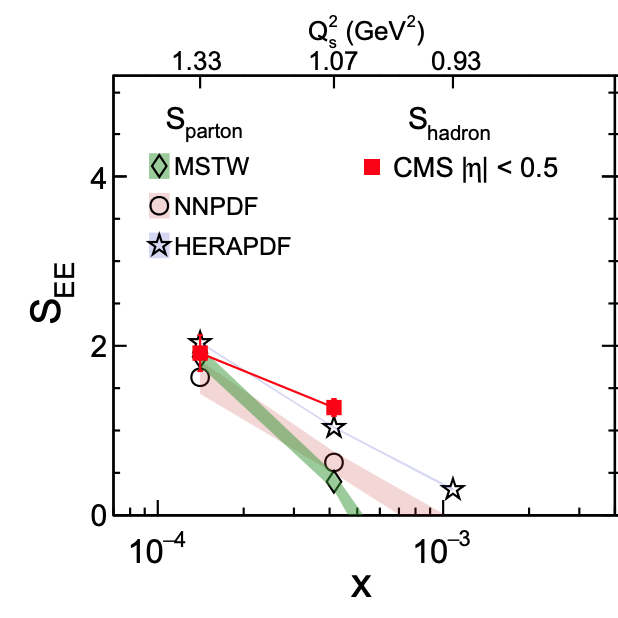 Q_s^2 (GeV^2)
1.33 1.07 0.93
S_parton S_hadron
MSTW CMS |η| < 0.5
NNPDF
HERAPDF
4
2
0
S_EE
10^−4 10^−3
x